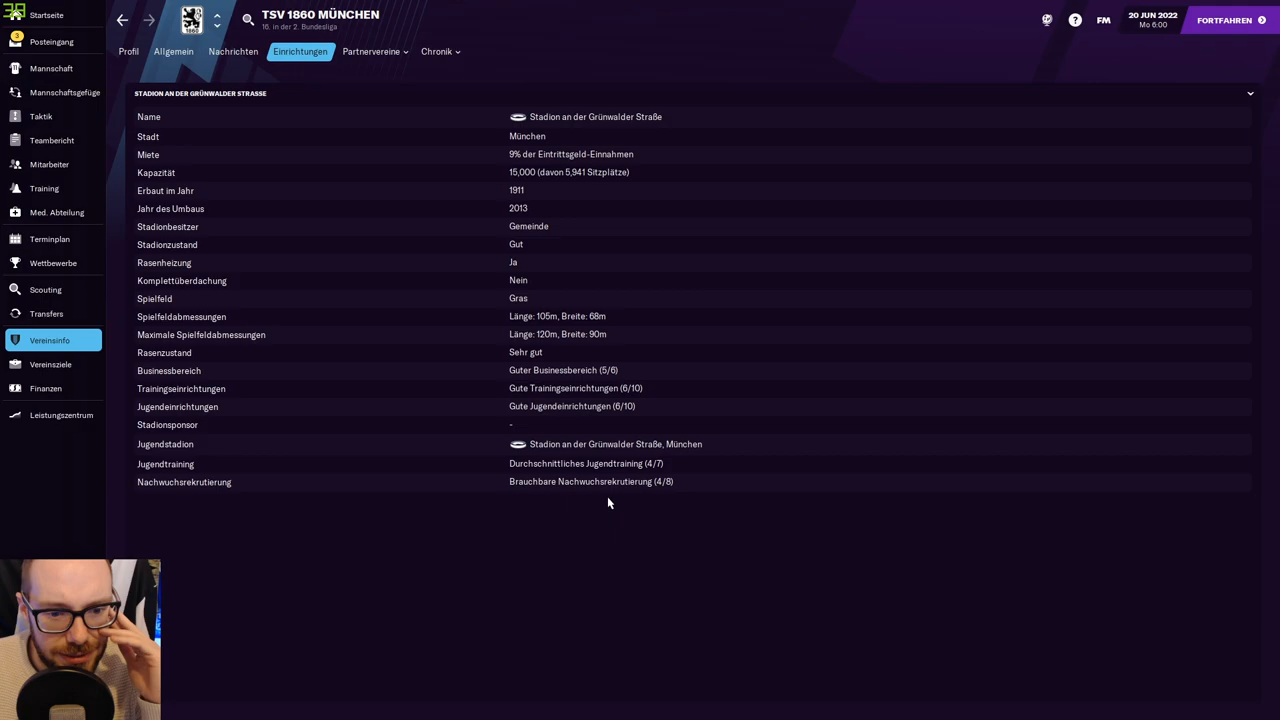 39
Startseite
TSV 1860 MÜNCHEN
16. in der 2. Bundesliga
1860
FM
20 JUN 2022
Mo 6:00
FORTFAHREN
3
Posteingang
Mannschaft
Mannschaftsgefüge
Taktik
Teambericht
Mitarbeiter
Training
Med. Abteilung
Terminplan
Wettbewerbe
Scouting
Transfers
Vereinsinfo
Vereinsziele
Finanzen
Leistungszentrum
Profil Allgemein Nachrichten Einrichtungen Partnervereine Chronik
STADION AN DER GRÜNWALDER STRASSE
Name Stadion an der Grünwalder Straße
Stadt München
Miete 9% der Eintrittsgeld-Einnahmen
Kapazität 15,000 (davon 5,941 Sitzplätze)
Erbaut im Jahr 1911
Jahr des Umbaus 2013
Stadionbesitzer Gemeinde
Stadionzustand Gut
Rasenheizung Ja
Komplettüberdachung Nein
Spielfeld Gras
Spielfeldabmessungen Länge: 105m, Breite: 68m
Maximale Spielfeldabmessungen Länge: 120m, Breite: 90m
Rasenzustand Sehr gut
Businessbereich Guter Businessbereich (5/6)
Trainingseinrichtungen Gute Trainingseinrichtungen (6/10)
Jugendeinrichtungen Gute Jugendeinrichtungen (6/10)
Stadionsponsor -
Jugendstadion Stadion an der Grünwalder Straße, München
Jugendtraining Durchschnittliches Jugendtraining (4/7)
Nachwuchsrekrutierung Brauchbare Nachwuchsrekrutierung (4/8)